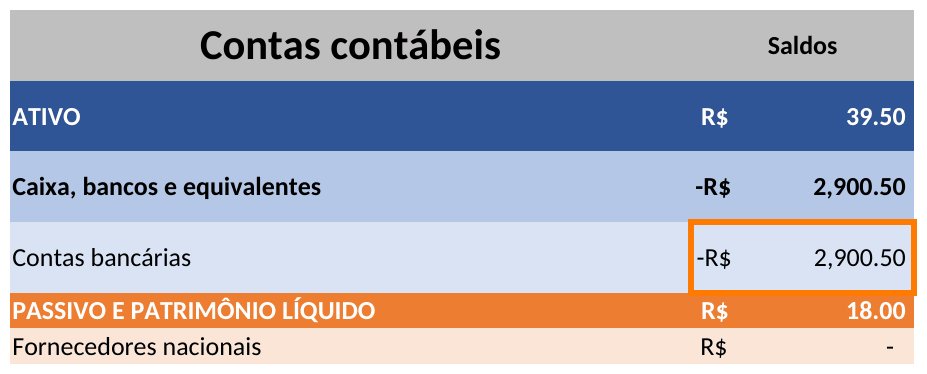 Contas contábeis Saldos
ATIVO R$ 39.50
Caixa, bancos e equivalentes -R$ 2,900.50
Contas bancárias -R$ 2,900.50
PASSIVO E PATRIMÔNIO LÍQUIDO R$ 18.00
Fornecedores nacionais R$ -